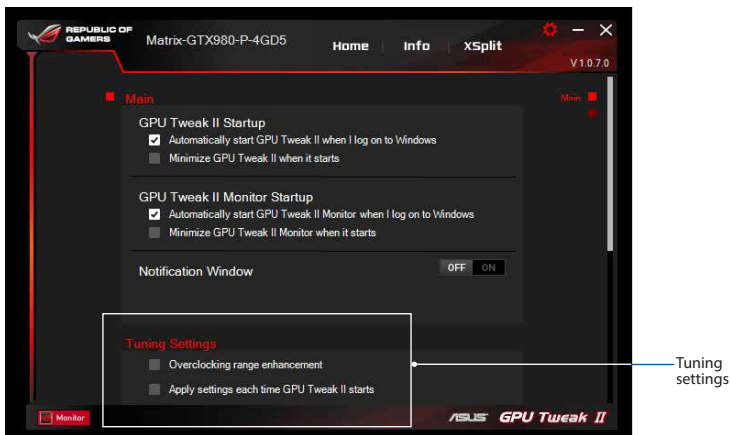 REPUBLIC OF
GAMERS
Matrix-GTX980-P-4GD5
Home
Info
XSplit
V 1.0.7.0
Main
Main
GPU Tweak II Startup
Automatically start GPU Tweak II when I log on to Windows
Minimize GPU Tweak II when it starts
GPU Tweak II Monitor Startup
Automatically start GPU Tweak II Monitor when I log on to Windows
Minimize GPU Tweak II Monitor when it starts
Notification Window
OFF ON
Tuning Settings
Overclocking range enhancement
Apply settings each time GPU Tweak II starts
Tuning
settings
Monitor
ASUS GPU Tweak II